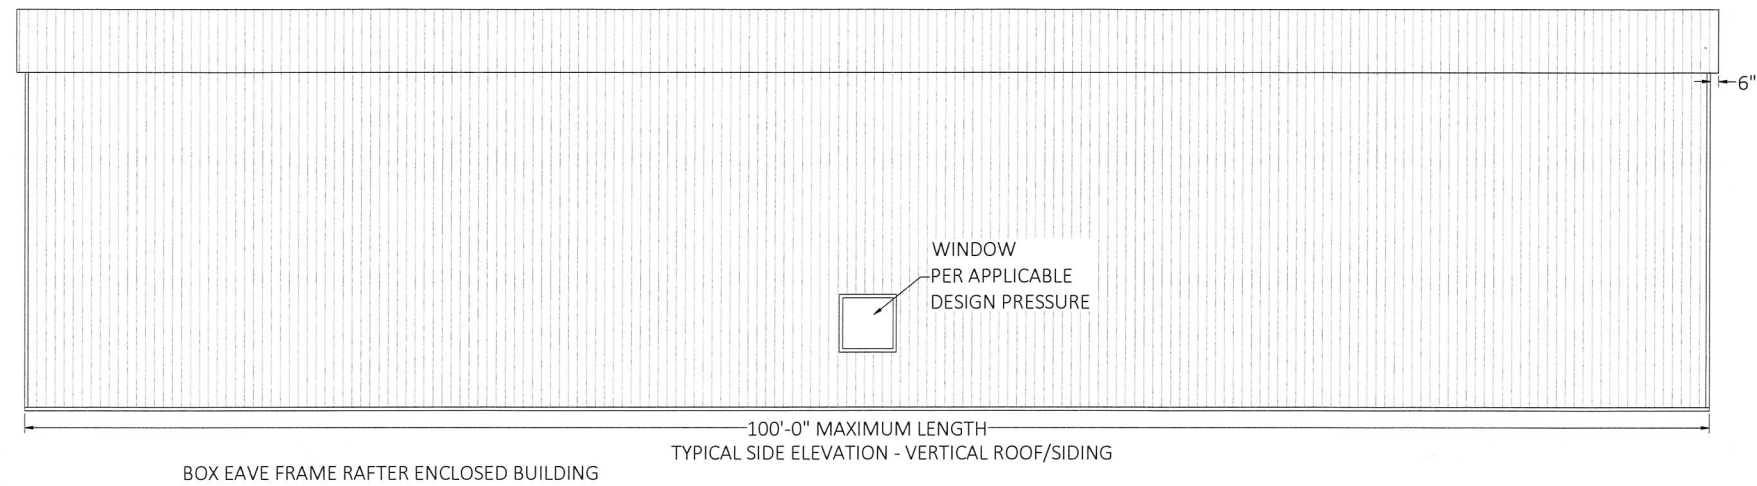 6"
WINDOW
PER APPLICABLE
DESIGN PRESSURE
100'-0" MAXIMUM LENGTH
TYPICAL SIDE ELEVATION - VERTICAL ROOF/SIDING
BOX EAVE FRAME RAFTER ENCLOSED BUILDING